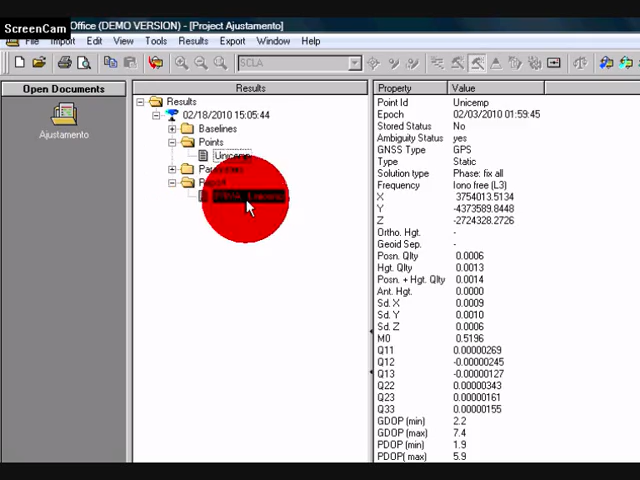 ScreenCam
Office (DEMO VERSION) - [Project Ajustamento]
File Import Edit View Tools Results Export Window Help
SCLA
Open Documents
Ajustamento
Results
Results
02/18/2010 15:05:44
Baselines
Points
Unicemp
Parameters
Report
Property Value
Point Id Unicemp
Epoch 02/03/2010 01:59:45
Stored Status No
Ambiguity Status yes
GNSS Type GPS
Type Static
Solution type Phase: fix all
Frequency Iono free (L3)
X 3754013.5134
Y -4373589.8448
Z -2724328.2726
Ortho. Hgt. -
Geoid Sep. -
Posn. Qlty 0.0006
Hgt. Qlty 0.0013
Posn. + Hgt. Qlty 0.0014
Ant. Hgt. 0.0000
Sd. X 0.0009
Sd. Y 0.0010
Sd. Z 0.0006
M0 0.5196
Q11 0.00000269
Q12 -0.00000245
Q13 -0.00000127
Q22 0.00000343
Q23 0.00000161
Q33 0.00000155
GDOP (min) 2.2
GDOP (max) 7.4
PDOP (min) 1.9
PDOP( max) 5.9